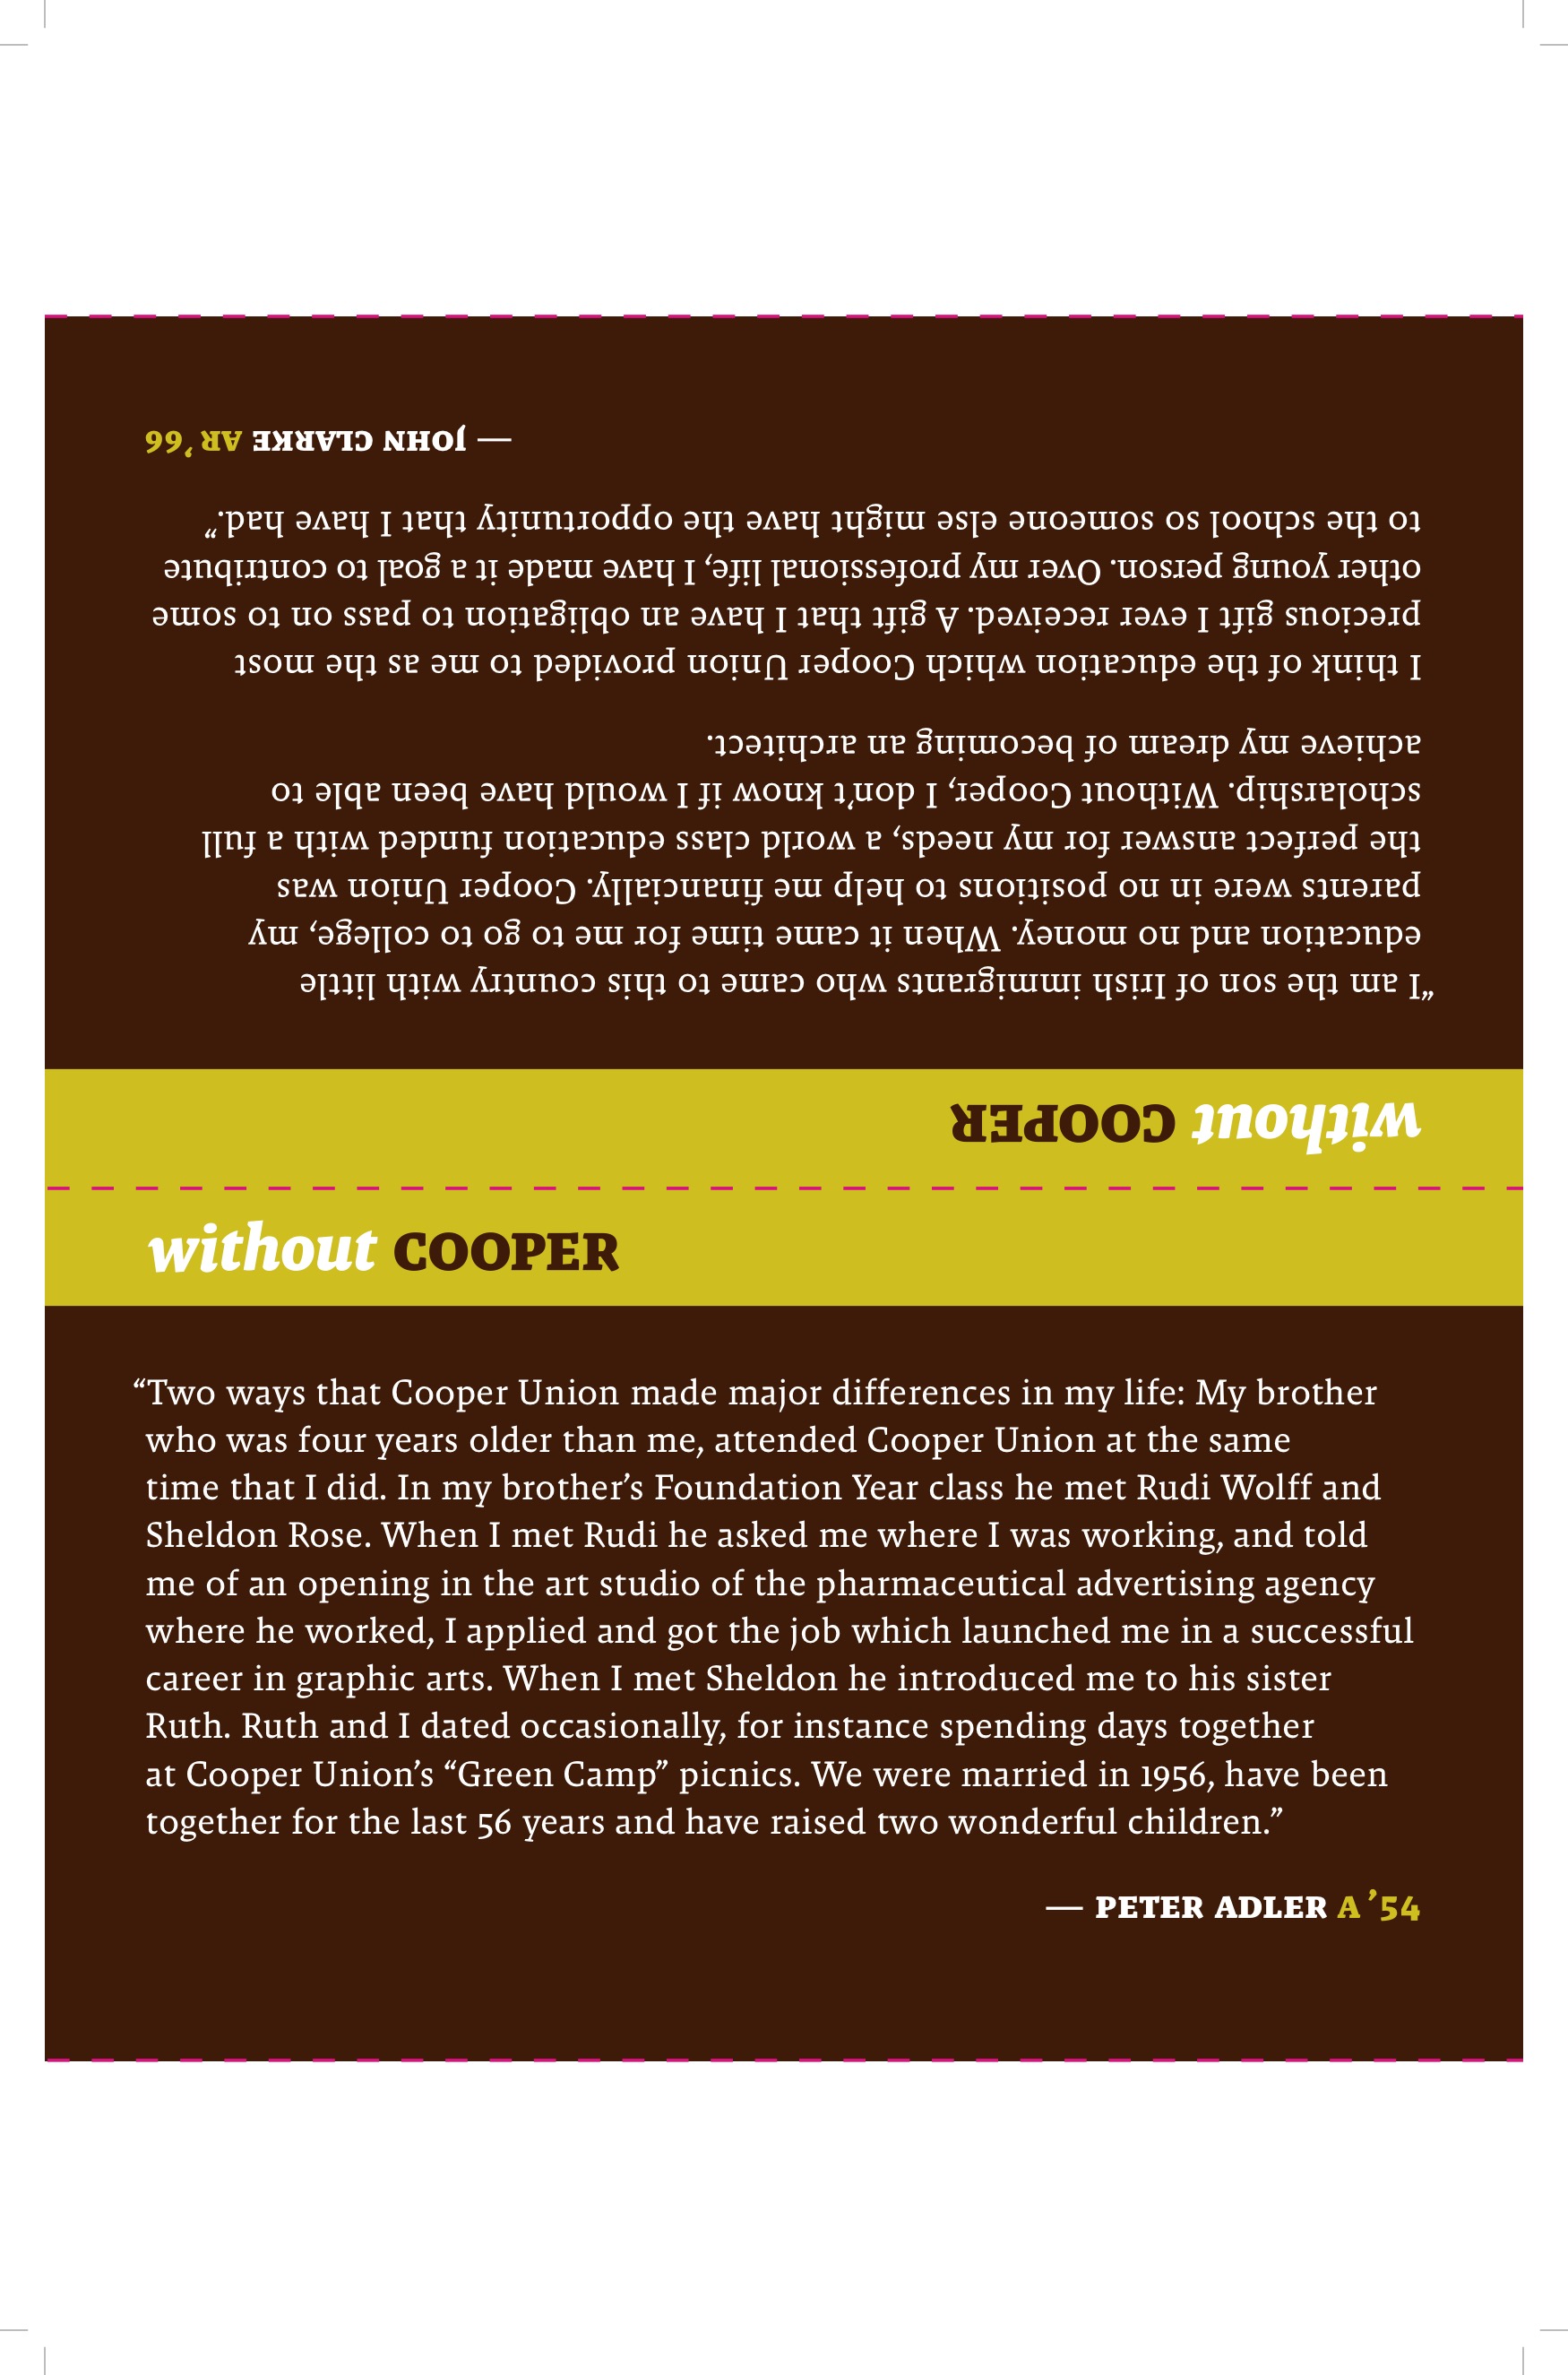 without COOPER
“I am the son of Irish immigrants who came to this country with little
education and no money. When it came time for me to go to college, my
parents were in no positions to help me financially. Cooper Union was
the perfect answer for my needs, a world class education funded with a full
scholarship. Without Cooper, I don’t know if I would have been able to
achieve my dream of becoming an architect.
I think of the education which Cooper Union provided to me as the most
precious gift I ever received. A gift that I have an obligation to pass on to some
other young person. Over my professional life, I have made it a goal to contribute
to the school so someone else might have the opportunity that I have had.”
— JOHN CLARKE AR ’66
without COOPER
“Two ways that Cooper Union made major differences in my life: My brother
who was four years older than me, attended Cooper Union at the same
time that I did. In my brother’s Foundation Year class he met Rudi Wolff and
Sheldon Rose. When I met Rudi he asked me where I was working, and told
me of an opening in the art studio of the pharmaceutical advertising agency
where he worked, I applied and got the job which launched me in a successful
career in graphic arts. When I met Sheldon he introduced me to his sister
Ruth. Ruth and I dated occasionally, for instance spending days together
at Cooper Union’s “Green Camp” picnics. We were married in 1956, have been
together for the last 56 years and have raised two wonderful children.”
— PETER ADLER A ’54